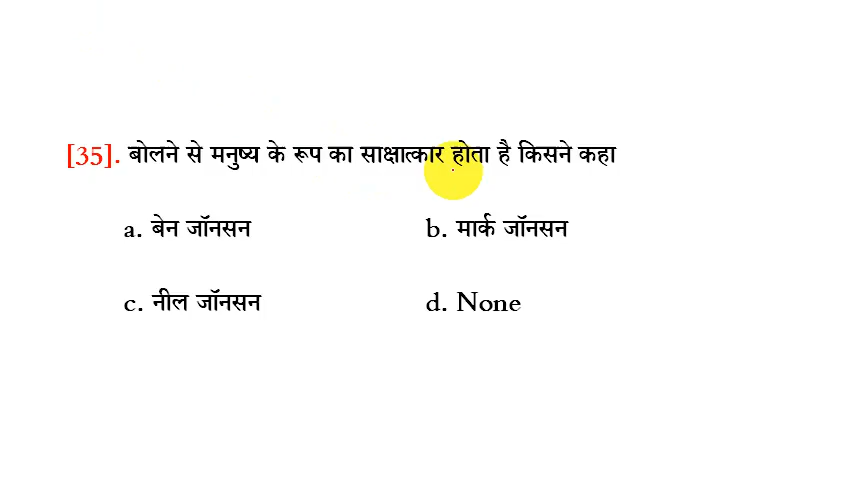 [35]. बोलने से मनुष्य के रूप का साक्षात्कार होता है किसने कहा
a. बेन जॉनसन b. मार्क जॉनसन
c. नील जॉनसन d. None